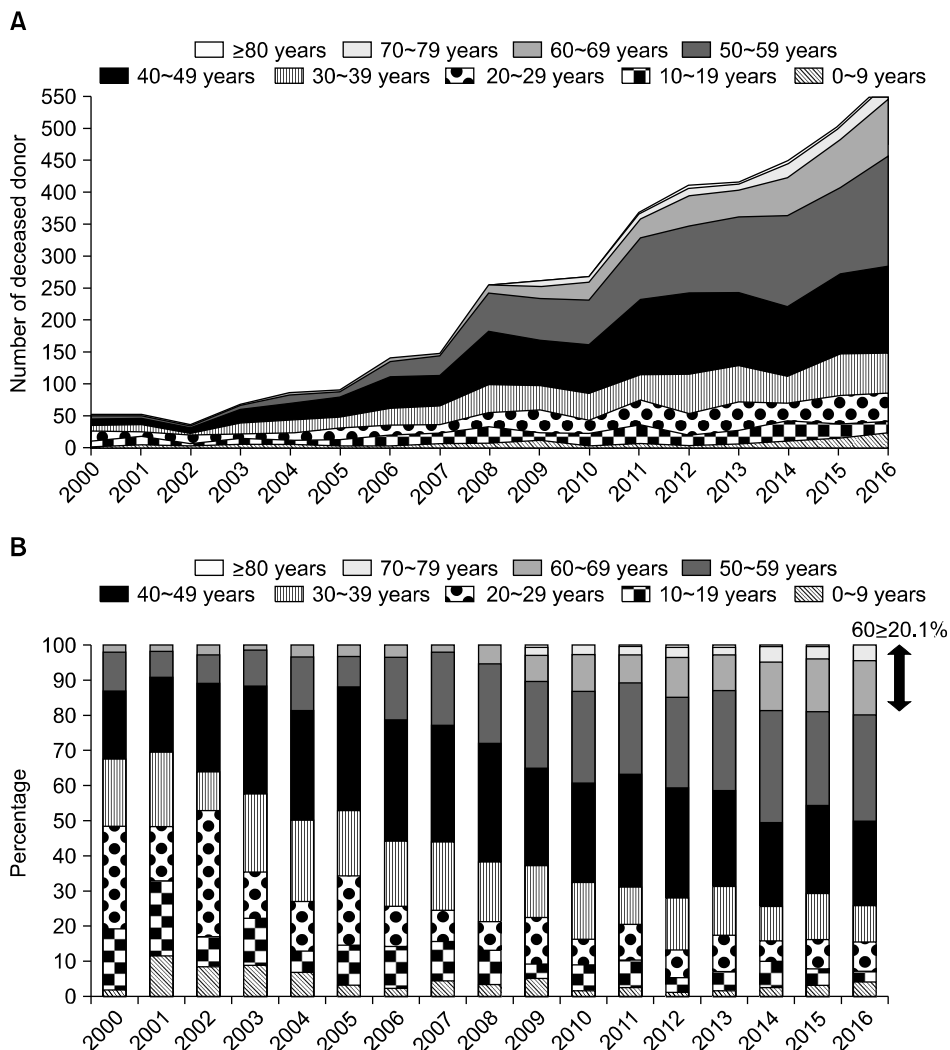 A
≥80 years 70~79 years 60~69 years 50~59 years
40~49 years 30~39 years 20~29 years 10~19 years 0~9 years
Number of deceased donor
550
500
450
400
350
300
250
200
150
100
50
0
2000 2001 2002 2003 2004 2005 2006 2007 2008 2009 2010 2011 2012 2013 2014 2015 2016
B
≥80 years 70~79 years 60~69 years 50~59 years
40~49 years 30~39 years 20~29 years 10~19 years 0~9 years
60≥20.1%
Percentage
100
90
80
70
60
50
40
30
20
10
0
2000 2001 2002 2003 2004 2005 2006 2007 2008 2009 2010 2011 2012 2013 2014 2015 2016